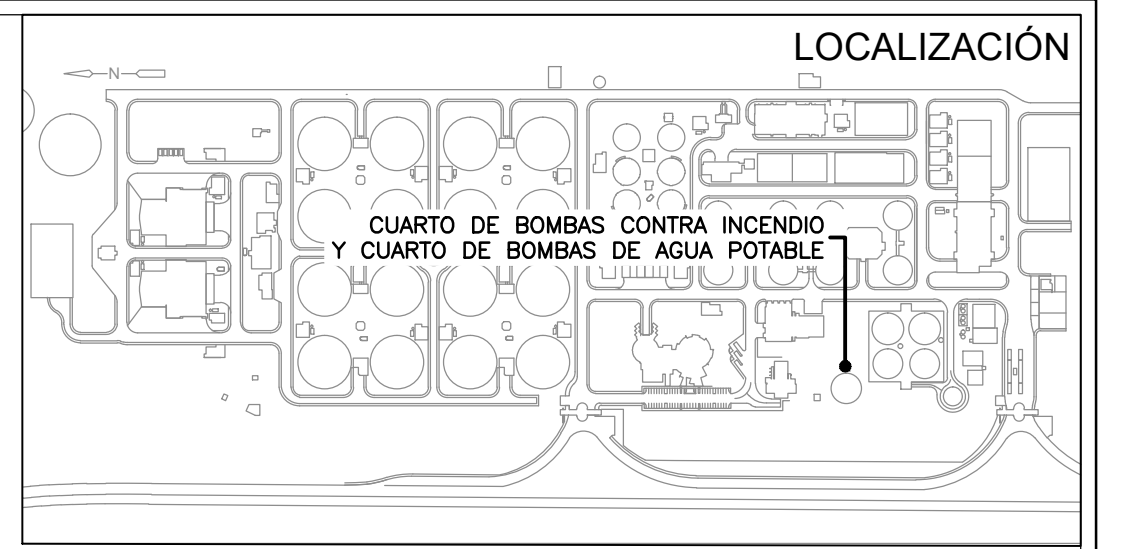 LOCALIZACIÓN
N
CUARTO DE BOMBAS CONTRA INCENDIO
Y CUARTO DE BOMBAS DE AGUA POTABLE